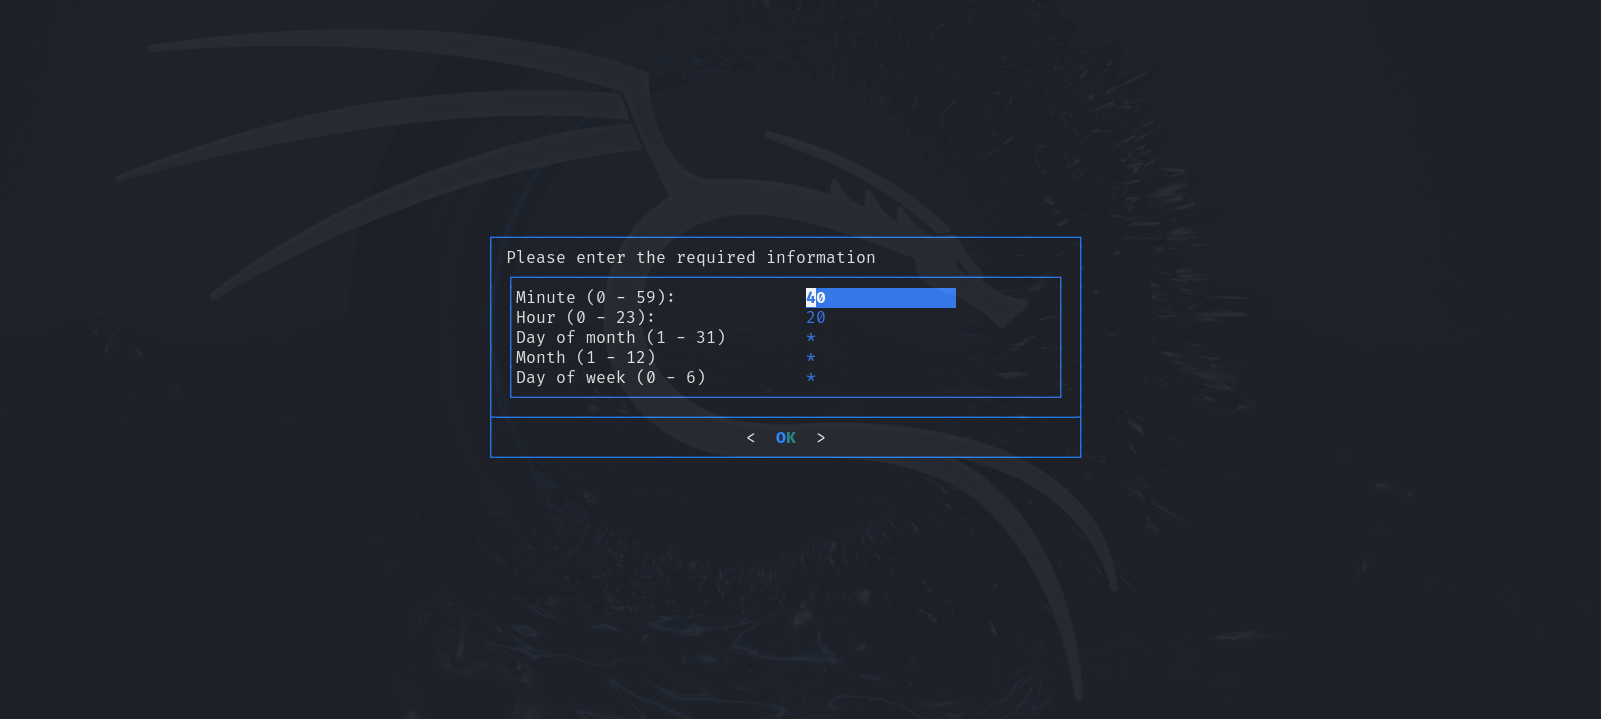 Please enter the required information
Minute (0 - 59): 40
Hour (0 - 23): 20
Day of month (1 - 31) *
Month (1 - 12) *
Day of week (0 - 6) *
< OK >